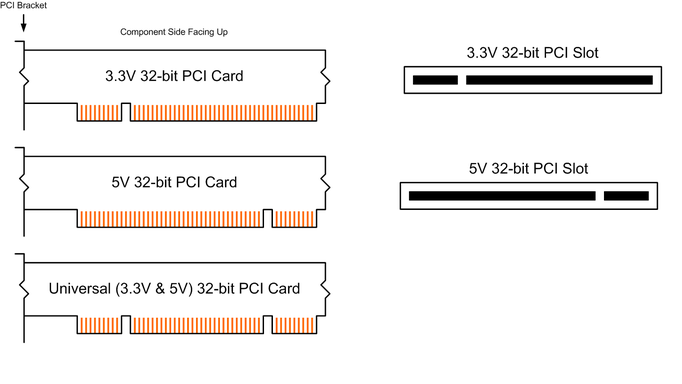 PCI Bracket
Component Side Facing Up
3.3V 32-bit PCI Card
3.3V 32-bit PCI Slot
5V 32-bit PCI Card
5V 32-bit PCI Slot
Universal (3.3V & 5V) 32-bit PCI Card